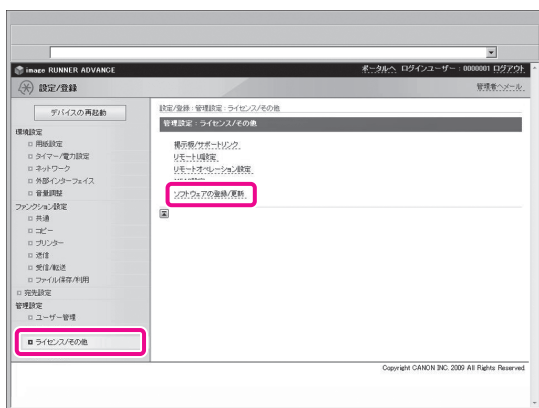 image RUNNER ADVANCE
ポータルへ ログインユーザー : 0000001 ログアウト
設定/登録
管理者へメール
デバイスの再起動
環境設定
用紙設定
タイマー/電力設定
ネットワーク
外部インターフェイス
音量調整
ファンクション設定
共通
コピー
プリンター
送信
受信/転送
ファイル保存/利用
宛先設定
管理設定
ユーザー管理
ライセンス/その他
設定/登録 : 管理設定 : ライセンス/その他
管理設定 : ライセンス/その他
掲示板/サポートリンク
リモートUI設定
リモートオペレーション設定
ソフトウェアの登録/更新
Copyright CANON INC. 2009 All Rights Reserved